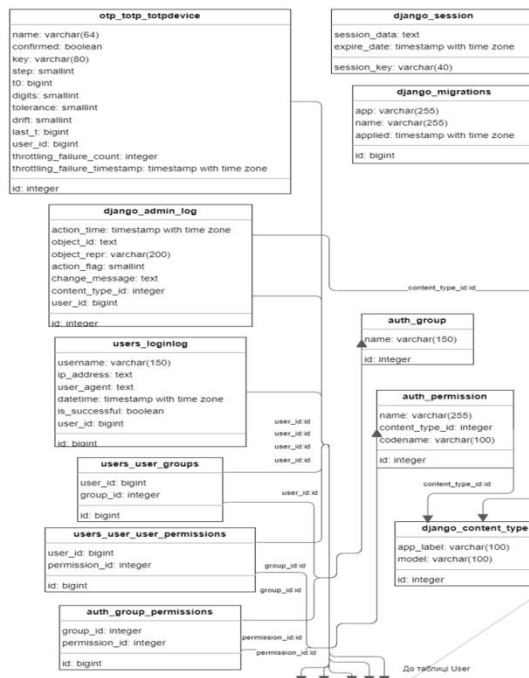 otp_totp_totpdevice
name: varchar(64)
confirmed: boolean
key: varchar(80)
step: smallint
t0: bigint
digits: smallint
tolerance: smallint
drift: smallint
last_t: bigint
user_id: bigint
throttling_failure_count: integer
throttling_failure_timestamp: timestamp with time zone
id: integer
django_session
session_data: text
expire_date: timestamp with time zone
session_key: varchar(40)
django_migrations
app: varchar(255)
name: varchar(255)
applied: timestamp with time zone
id: bigint
django_admin_log
action_time: timestamp with time zone
object_id: text
object_repr: varchar(200)
action_flag: smallint
change_message: text
content_type_id: integer
user_id: bigint
id: integer
content_type_id:id
auth_group
name: varchar(150)
id: integer
users_loginlog
username: varchar(150)
ip_address: text
user_agent: text
datetime: timestamp with time zone
is_successful: boolean
user_id: bigint
id: bigint
auth_permission
name: varchar(255)
content_type_id: integer
codename: varchar(100)
id: integer
user_id:id
user_id:id
user_id:id
user_id:id
users_user_groups
user_id: bigint
group_id: integer
id: bigint
user_id:id
content_type_id:id
users_user_user_permissions
user_id: bigint
permission_id: integer
id: bigint
django_content_type
app_label: varchar(100)
model: varchar(100)
id: integer
group_id:id
group_id:id
auth_group_permissions
group_id: integer
permission_id: integer
id: bigint
permission_id:id
permission_id:id
До таблиці User